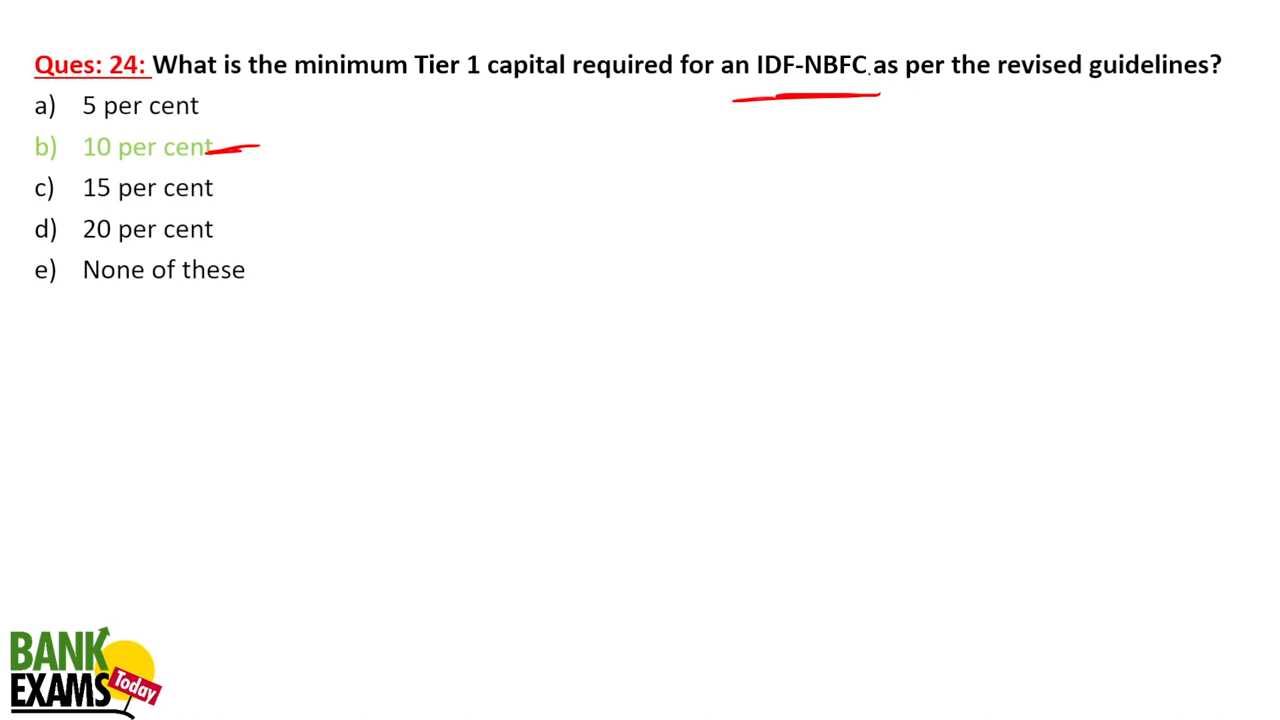 Ques: 24: What is the minimum Tier 1 capital required for an IDF-NBFC as per the revised guidelines?
a) 5 per cent
b) 10 per cent
c) 15 per cent
d) 20 per cent
e) None of these
BANK
EXAMS
Today